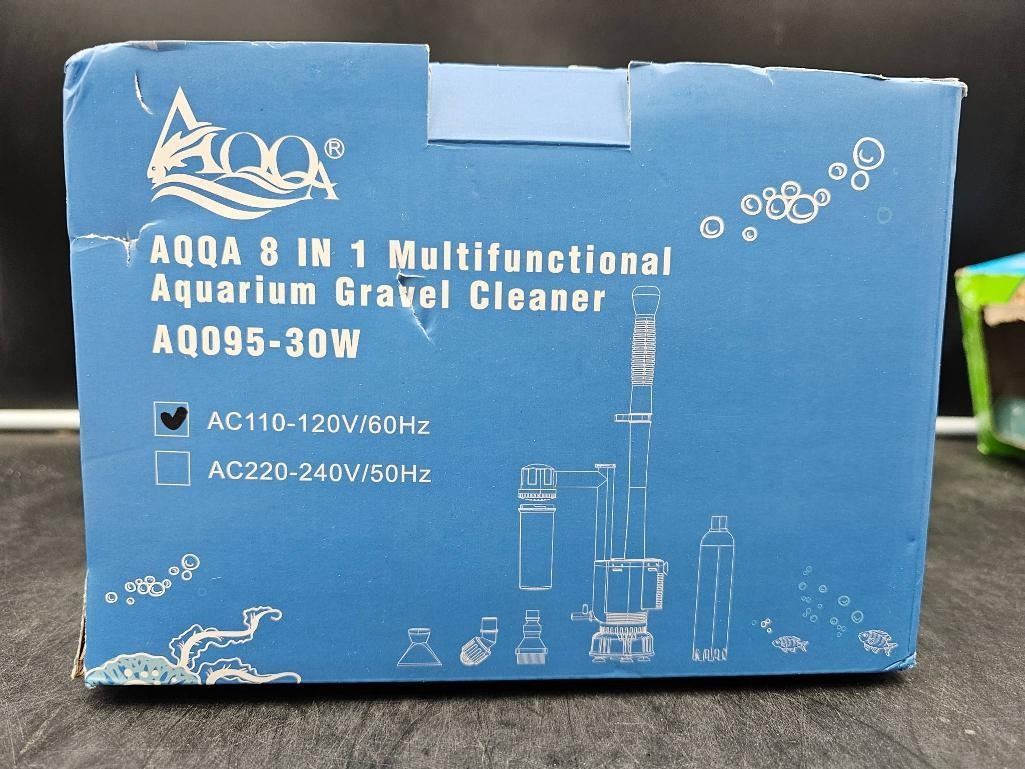 AQQA®
AQQA 8 IN 1 Multifunctional
Aquarium Gravel Cleaner
AQ095-30W
AC110-120V/60Hz
AC220-240V/50Hz